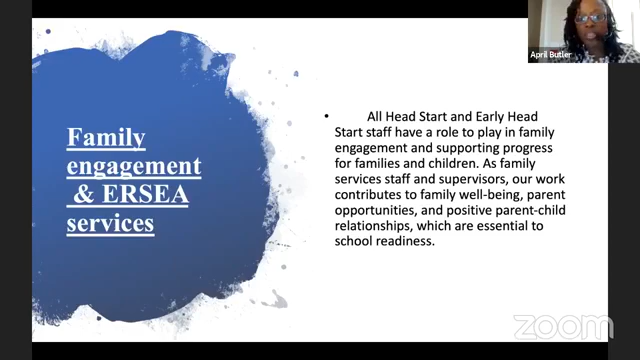 April Butler
Family
engagement
& ERSEA
services
• All Head Start and Early Head
Start staff have a role to play in family
engagement and supporting progress
for families and children. As family
services staff and supervisors, our work
contributes to family well-being, parent
opportunities, and positive parent-child
relationships, which are essential to
school readiness.
zoom